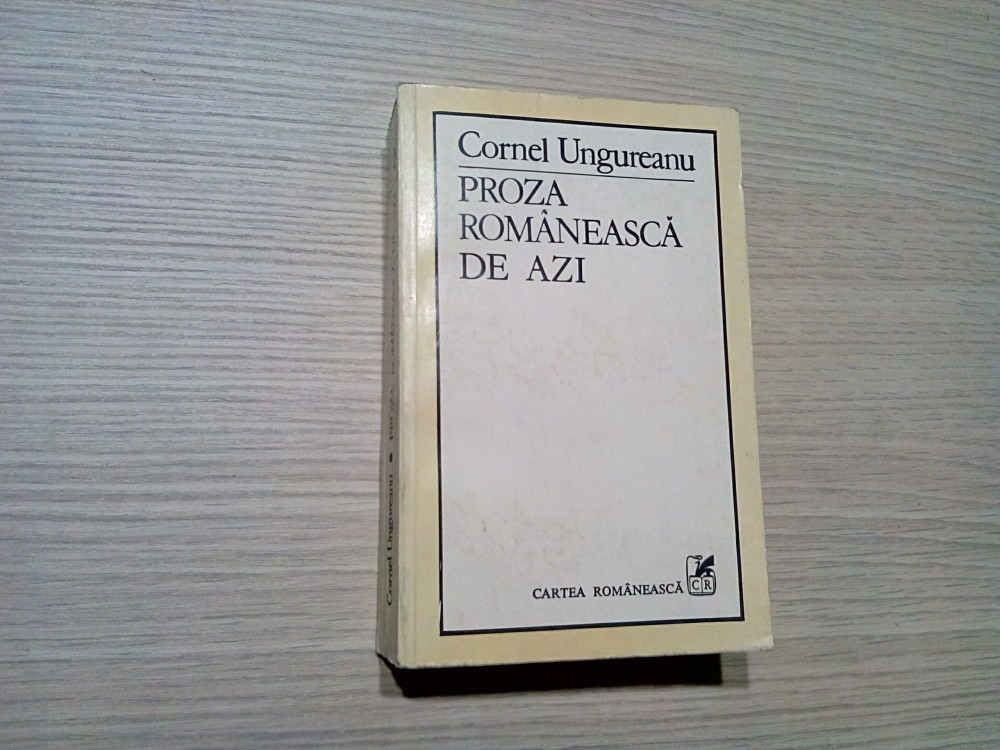 Cornel Ungureanu
PROZA
ROMÂNEASCĂ
DE AZI
CARTEA ROMÂNEASCĂ
CR
Cornel Ungureanu •